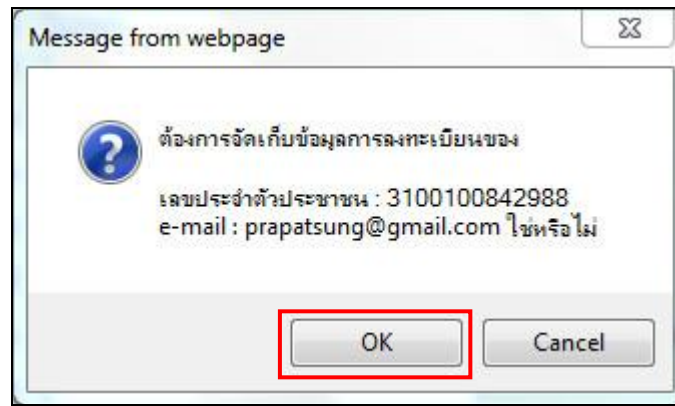 Message from webpage
ต้องการจัดเก็บข้อมูลการลงทะเบียนของ
เลขประจำตัวประชาชน : 3100100842988
e-mail : prapatsung@gmail.com ใช่หรือไม่
OK
Cancel